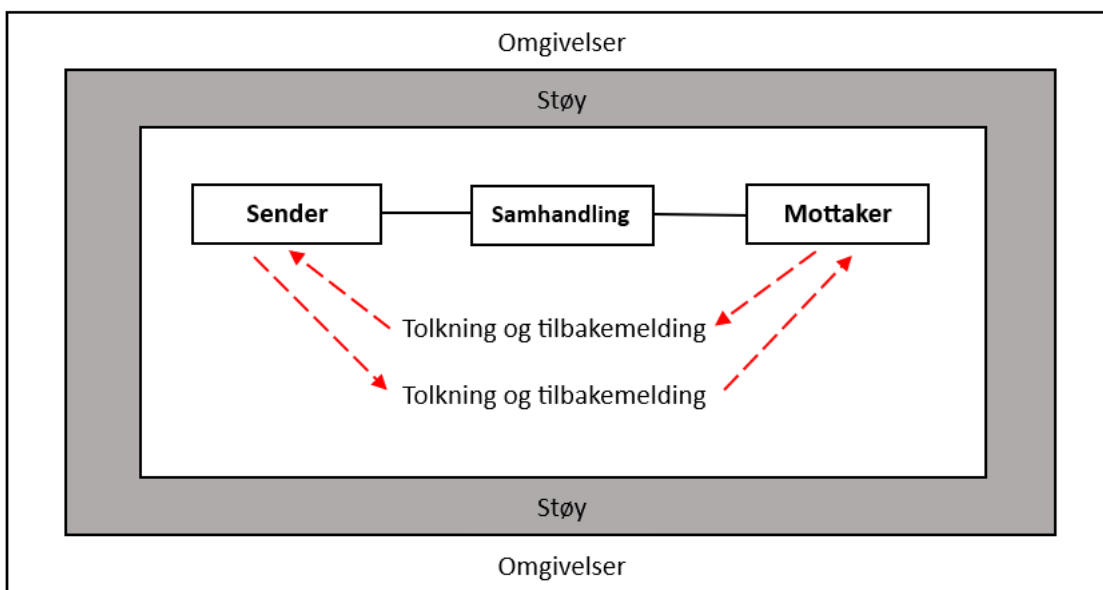 Omgivelser
Støy
Sender
Samhandling
Mottaker
Tolkning og tilbakemelding
Tolkning og tilbakemelding
Støy
Omgivelser